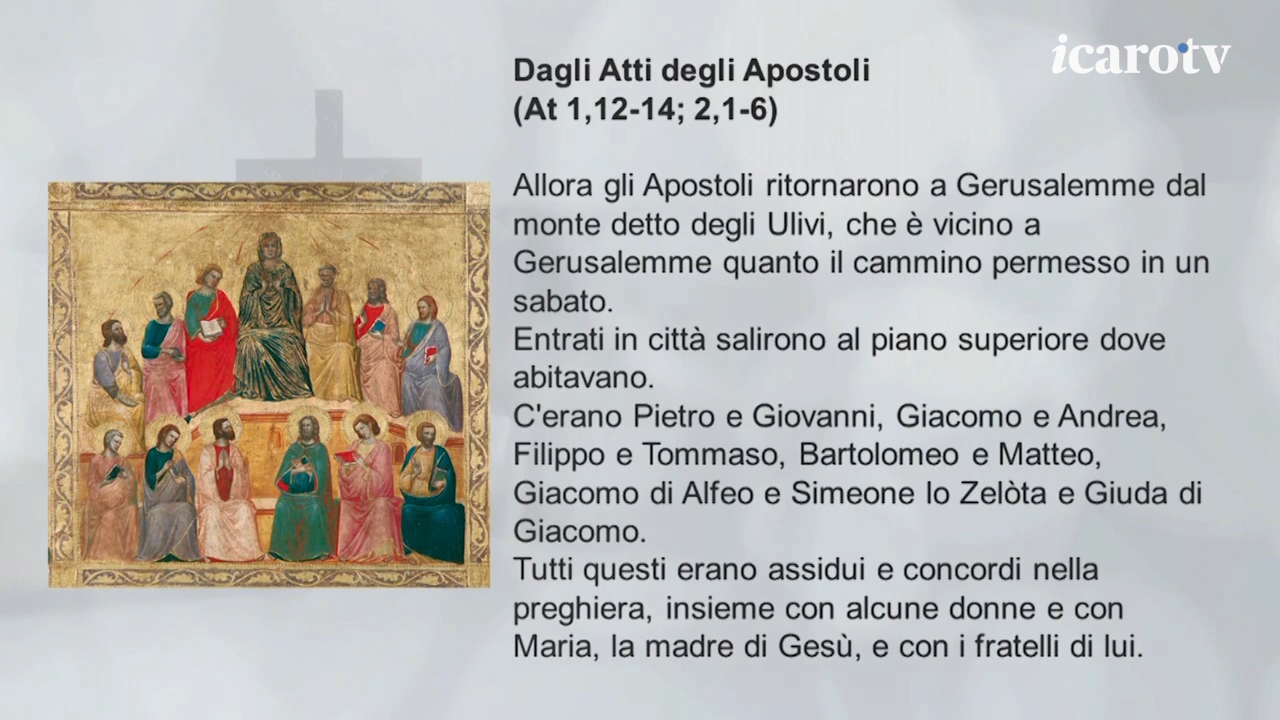 icarotv
Dagli Atti degli Apostoli
(At 1,12-14; 2,1-6)
Allora gli Apostoli ritornarono a Gerusalemme dal
monte detto degli Ulivi, che è vicino a
Gerusalemme quanto il cammino permesso in un
sabato.
Entrati in città salirono al piano superiore dove
abitavano.
C'erano Pietro e Giovanni, Giacomo e Andrea,
Filippo e Tommaso, Bartolomeo e Matteo,
Giacomo di Alfeo e Simeone lo Zelòta e Giuda di
Giacomo.
Tutti questi erano assidui e concordi nella
preghiera, insieme con alcune donne e con
Maria, la madre di Gesù, e con i fratelli di lui.